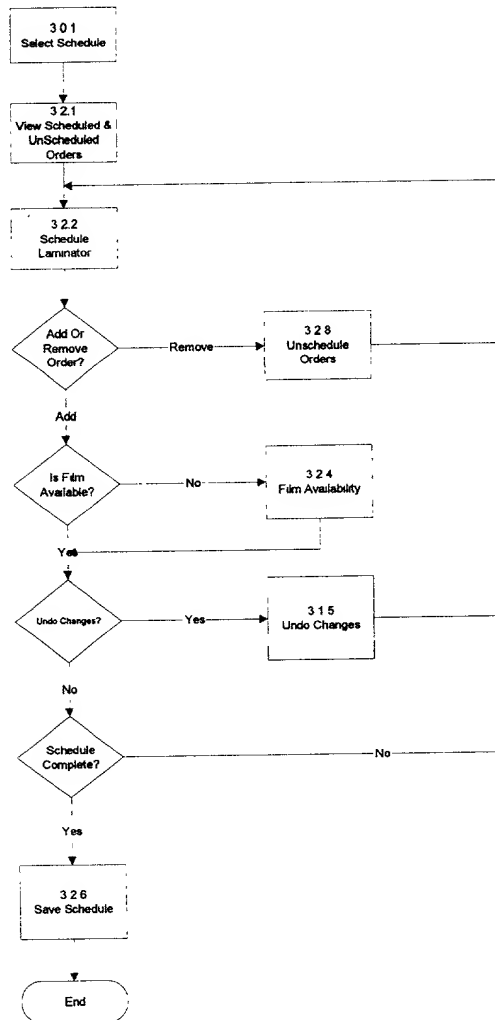 3 0 1
Select Schedule
3 2.1
View Scheduled &
UnScheduled
Orders
3 2.2
Schedule
Laminator
Add Or
Remove
Order?
Remove
3 2 8
Unschedule
Orders
Add
Is Film
Available?
No
3 2 4
Film Availability
Yes
Undo Changes?
Yes
3 1 5
Undo Changes
No
Schedule
Complete?
No
Yes
3 2 6
Save Schedule
End